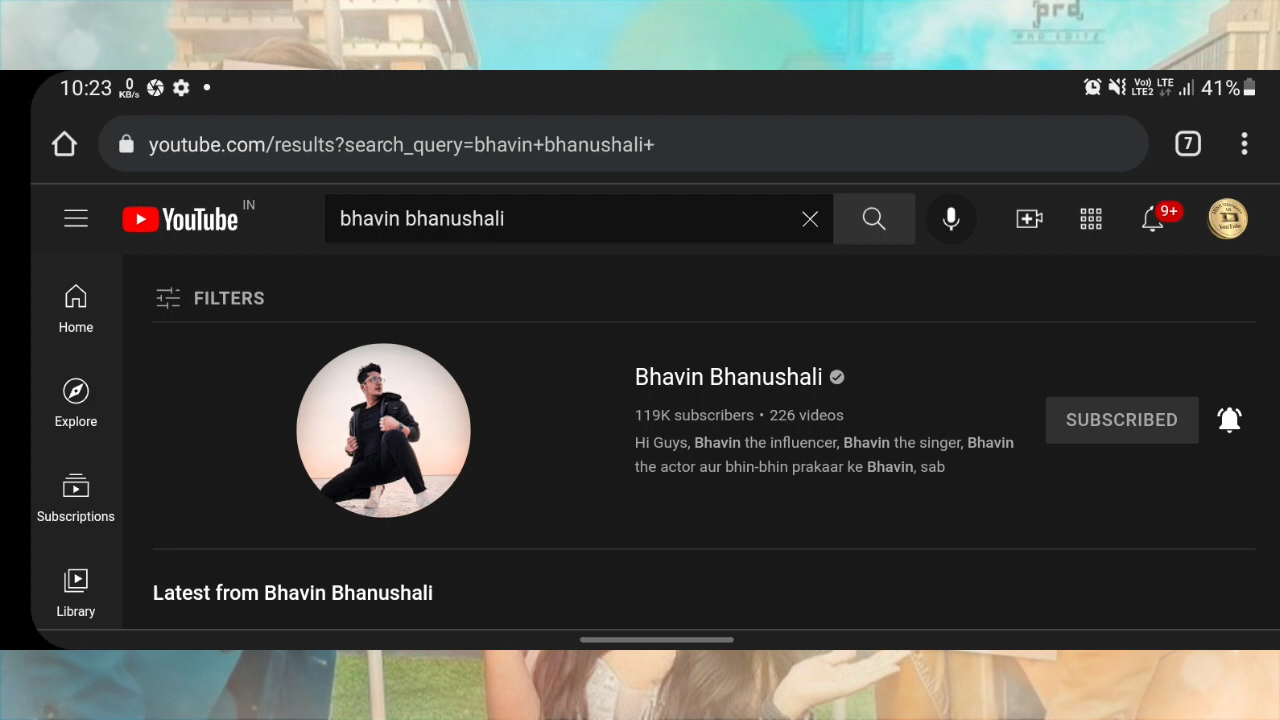 prd
PRD EDITZ
10:23 0 KB/s Vo) LTE2 LTE 41%
youtube.com/results?search_query=bhavin+bhanushali+ 7
YouTube IN bhavin bhanushali 9+
FILTERS
Home
Explore
Subscriptions
Library
Bhavin Bhanushali
119K subscribers • 226 videos
Hi Guys, Bhavin the influencer, Bhavin the singer, Bhavin
the actor aur bhin-bhin prakaar ke Bhavin, sab
SUBSCRIBED
Latest from Bhavin Bhanushali